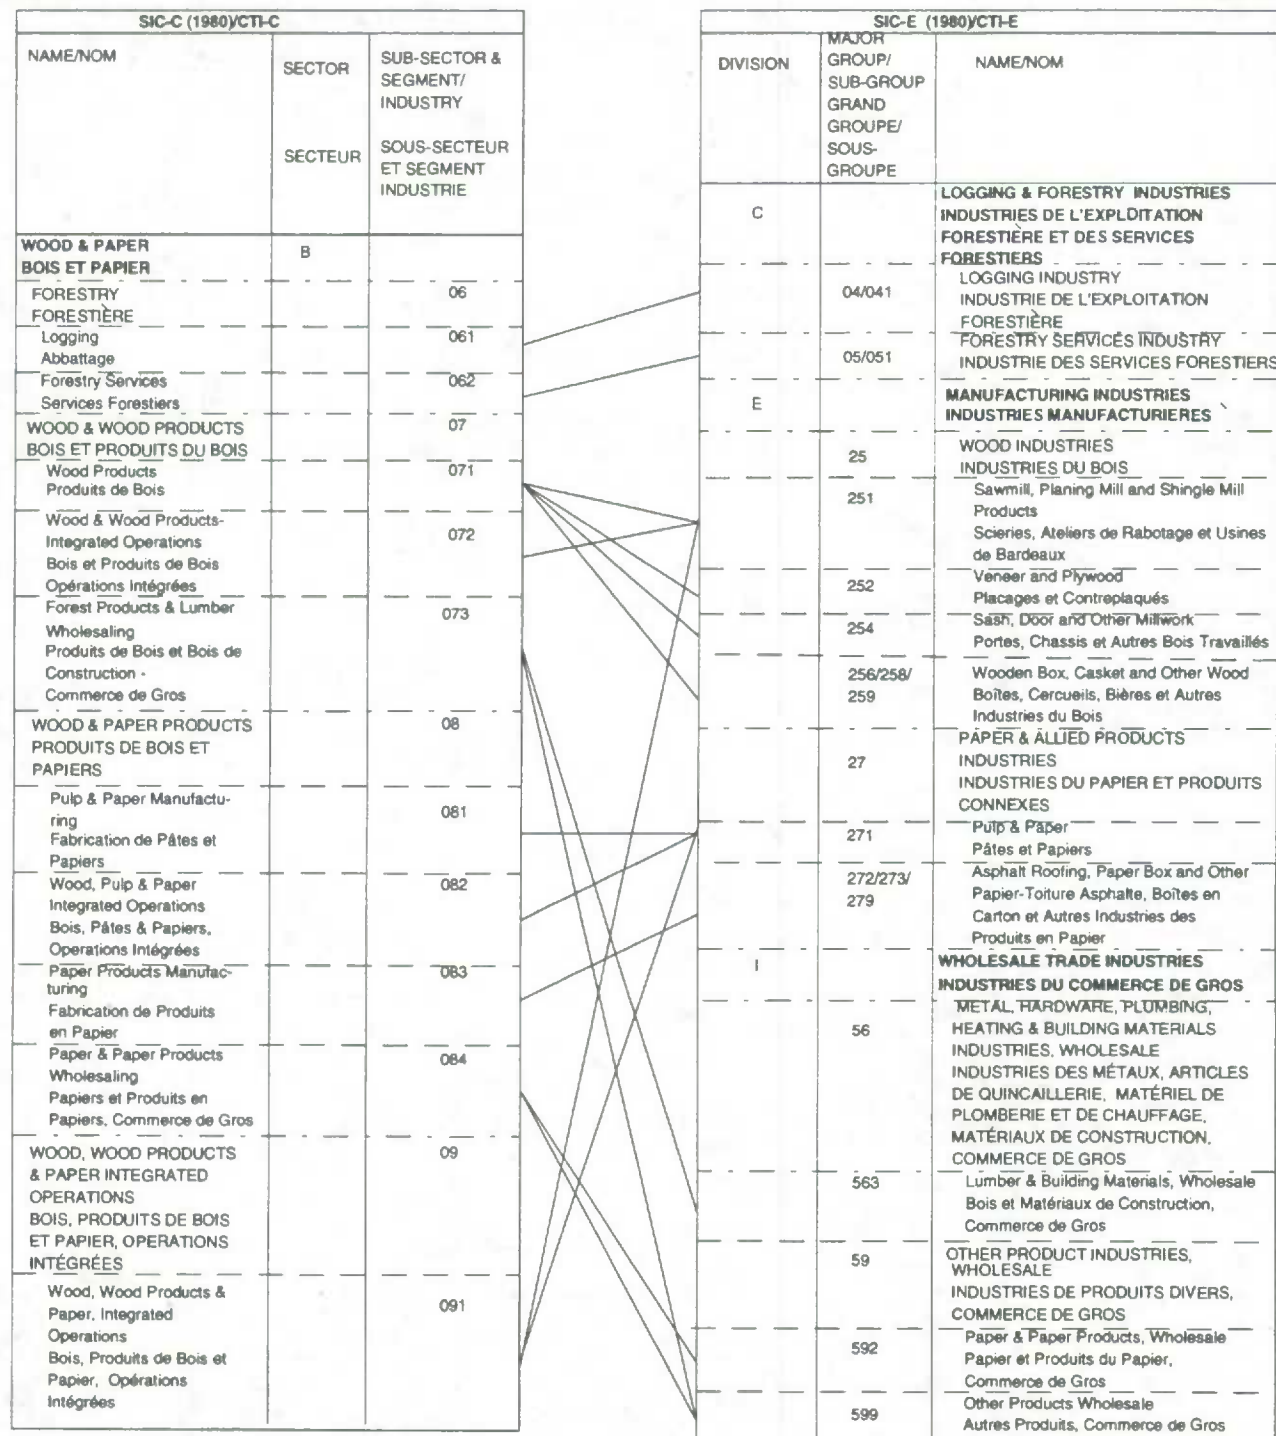 SIC-C (1980)/CTI-C
NAME/NOM
SECTOR
SECTEUR
SUB-SECTOR &
SEGMENT/
INDUSTRY
SOUS-SECTEUR
ET SEGMENT
INDUSTRIE
WOOD & PAPER
BOIS ET PAPIER
B
FORESTRY
FORESTIÈRE
06
Logging
Abbattage
061
Forestry Services
Services Forestiers
062
WOOD & WOOD PRODUCTS
BOIS ET PRODUITS DU BOIS
07
Wood Products
Produits de Bois
071
Wood & Wood Products-
Integrated Operations
Bois et Produits de Bois
Opérations Intégrées
072
Forest Products & Lumber
Wholesaling
Produits de Bois et Bois de
Construction -
Commerce de Gros
073
WOOD & PAPER PRODUCTS
PRODUITS DE BOIS ET
PAPIERS
08
Pulp & Paper Manufactu-
ring
Fabrication de Pâtes et
Papiers
081
Wood, Pulp & Paper
Integrated Operations
Bois, Pâtes & Papiers,
Operations Intégrées
082
Paper Products Manufac-
turing
Fabrication de Produits
en Papier
083
Paper & Paper Products
Wholesaling
Papiers et Produits en
Papiers, Commerce de Gros
084
WOOD, WOOD PRODUCTS
& PAPER INTEGRATED
OPERATIONS
BOIS, PRODUITS DE BOIS
ET PAPIER, OPERATIONS
INTÉGRÉES
09
Wood, Wood Products &
Paper, Integrated
Operations
Bois, Produits de Bois et
Papier, Opérations
Intégrées
091
SIC-E (1980)/CTI-E
DIVISION
MAJOR
GROUP/
SUB-GROUP
GRAND
GROUPE/
SOUS-
GROUPE
NAME/NOM
C
LOGGING & FORESTRY INDUSTRIES
INDUSTRIES DE L'EXPLOITATION
FORESTIÈRE ET DES SERVICES
FORESTIERS
04/041
LOGGING INDUSTRY
INDUSTRIE DE L'EXPLOITATION
FORESTIÈRE
05/051
FORESTRY SERVICES INDUSTRY
INDUSTRIE DES SERVICES FORESTIERS
E
MANUFACTURING INDUSTRIES
INDUSTRIES MANUFACTURIERES
25
WOOD INDUSTRIES
INDUSTRIES DU BOIS
251
Sawmill, Planing Mill and Shingle Mill
Products
Scieries, Ateliers de Rabotage et Usines
de Bardeaux
252
Veneer and Plywood
Placages et Contreplaqués
254
Sash, Door and Other Millwork
Portes, Chassis et Autres Bois Travaillés
256/258/
259
Wooden Box, Casket and Other Wood
Boîtes, Cercueils, Bières et Autres
Industries du Bois
27
PAPER & ALLIED PRODUCTS
INDUSTRIES
INDUSTRIES DU PAPIER ET PRODUITS
CONNEXES
271
Pulp & Paper
Pâtes et Papiers
272/273/
279
Asphalt Roofing, Paper Box and Other
Papier-Toiture Asphalte, Boîtes en
Carton et Autres Industries des
Produits en Papier
I
WHOLESALE TRADE INDUSTRIES
INDUSTRIES DU COMMERCE DE GROS
56
METAL, HARDWARE, PLUMBING,
HEATING & BUILDING MATERIALS
INDUSTRIES, WHOLESALE
INDUSTRIES DES MÉTAUX, ARTICLES
DE QUINCAILLERIE, MATÉRIEL DE
PLOMBERIE ET DE CHAUFFAGE,
MATÉRIAUX DE CONSTRUCTION,
COMMERCE DE GROS
563
Lumber & Building Materials, Wholesale
Bois et Matériaux de Construction,
Commerce de Gros
59
OTHER PRODUCT INDUSTRIES,
WHOLESALE
INDUSTRIES DE PRODUITS DIVERS,
COMMERCE DE GROS
592
Paper & Paper Products, Wholesale
Papier et Produits du Papier,
Commerce de Gros
599
Other Products Wholesale
Autres Produits, Commerce de Gros